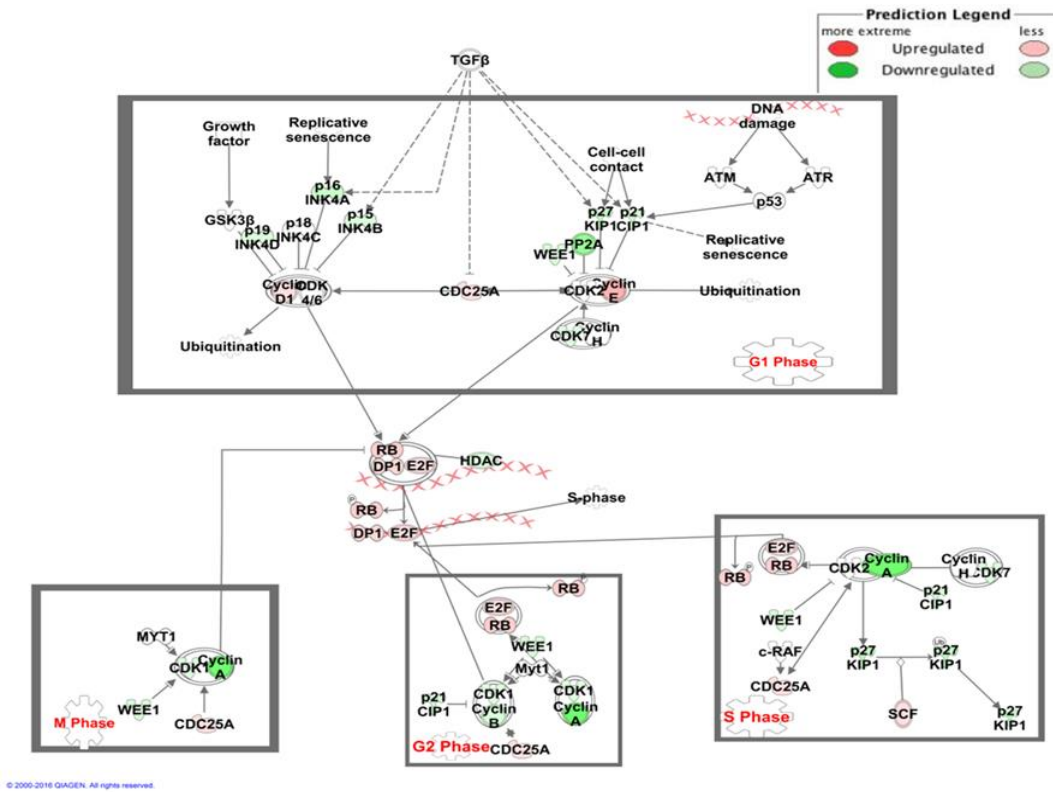 Prediction Legend
more extreme less
Upregulated
Downregulated
TGFβ
DNA
damage
Growth
factor
Replicative
senescence
Cell-cell
contact
ATM
ATR
p53
p16
INK4A
p15
INK4B
p18
INK4C
p19
INK4D
GSK3β
p27
KIP1
p21
CIP1
Replicative
senescence
PP2A
WEE1
Cyclin
D1
CDK
4/6
CDC25A
CDK2
Cyclin
E
Ubiquitination
CDK7
Cyclin
H
Ubiquitination
G1 Phase
RB
DP1 E2F
HDAC
P
RB
S-phase
DP1 E2F
MYT1
CDK1
Cyclin
A
WEE1
CDC25A
M Phase
RB
P
E2F
RB
WEE1
Myt1
p21
CIP1
CDK1
Cyclin
B
CDK1
Cyclin
A
G2 Phase
CDC25A
RB
P
E2F
RB
CDK2
Cyclin
A
Cyclin
H
CDK7
p21
CIP1
WEE1
c-RAF
CDC25A
p27
KIP1
Ub
p27
KIP1
SCF
p27
KIP1
S Phase
© 2000-2016 QIAGEN. All rights reserved.